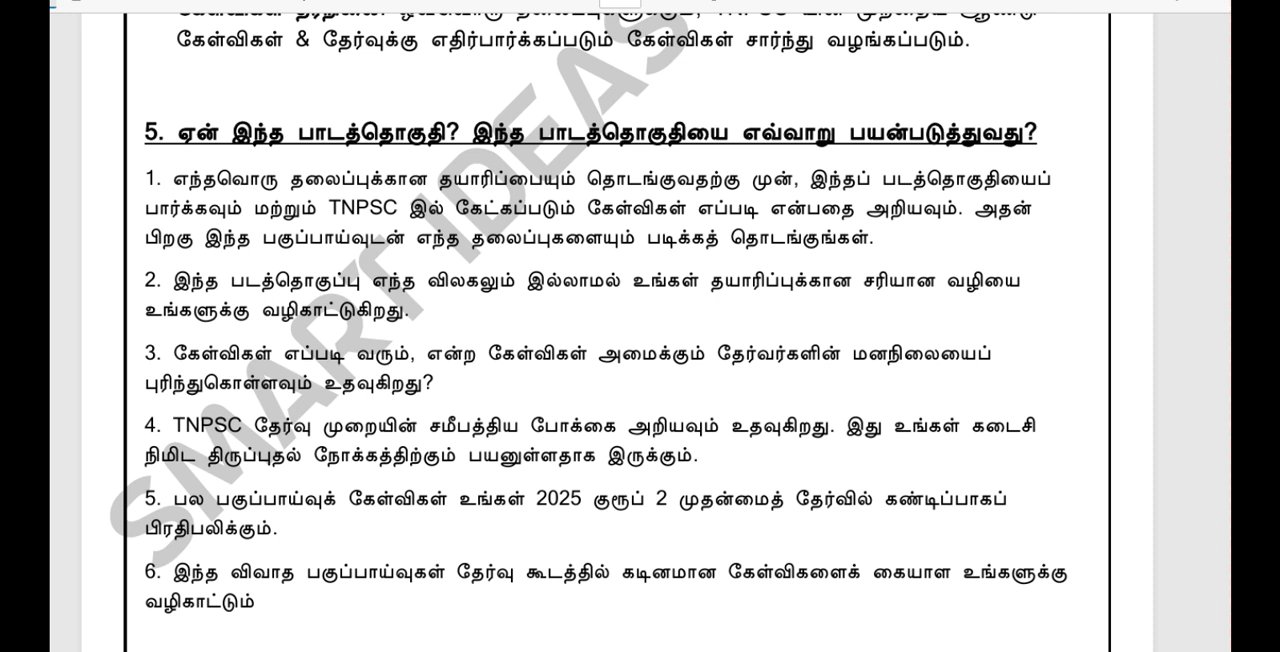 கேள்விகள் & தேர்வுக்கு எதிர்பார்க்கப்படும் கேள்விகள் சார்ந்து வழங்கப்படும்.
5. ஏன் இந்த பாடத்தொகுதி? இந்த பாடத்தொகுதியை எவ்வாறு பயன்படுத்துவது?
1. எந்தவொரு தலைப்புக்கான தயாரிப்பையும் தொடங்குவதற்கு முன், இந்தப் படத்தொகுதியைப்
பார்க்கவும் மற்றும் TNPSC இல் கேட்கப்படும் கேள்விகள் எப்படி என்பதை அறியவும். அதன்
பிறகு இந்த பகுப்பாய்வுடன் எந்த தலைப்புகளையும் படிக்கத் தொடங்குங்கள்.
2. இந்த படத்தொகுப்பு எந்த விலகலும் இல்லாமல் உங்கள் தயாரிப்புக்கான சரியான வழியை
உங்களுக்கு வழிகாட்டுகிறது.
3. கேள்விகள் எப்படி வரும், என்ற கேள்விகள் அமைக்கும் தேர்வர்களின் மனநிலையைப்
புரிந்துகொள்ளவும் உதவுகிறது?
4. TNPSC தேர்வு முறையின் சமீபத்திய போக்கை அறியவும் உதவுகிறது. இது உங்கள் கடைசி
நிமிட திருப்புதல் நோக்கத்திற்கும் பயனுள்ளதாக இருக்கும்.
5. பல பகுப்பாய்வுக் கேள்விகள் உங்கள் 2025 குரூப் 2 முதன்மைத் தேர்வில் கண்டிப்பாகப்
பிரதிபலிக்கும்.
6. இந்த விவாத பகுப்பாய்வுகள் தேர்வு கூடத்தில் கடினமான கேள்விகளைக் கையாள உங்களுக்கு
வழிகாட்டும்
SMART IDEAS